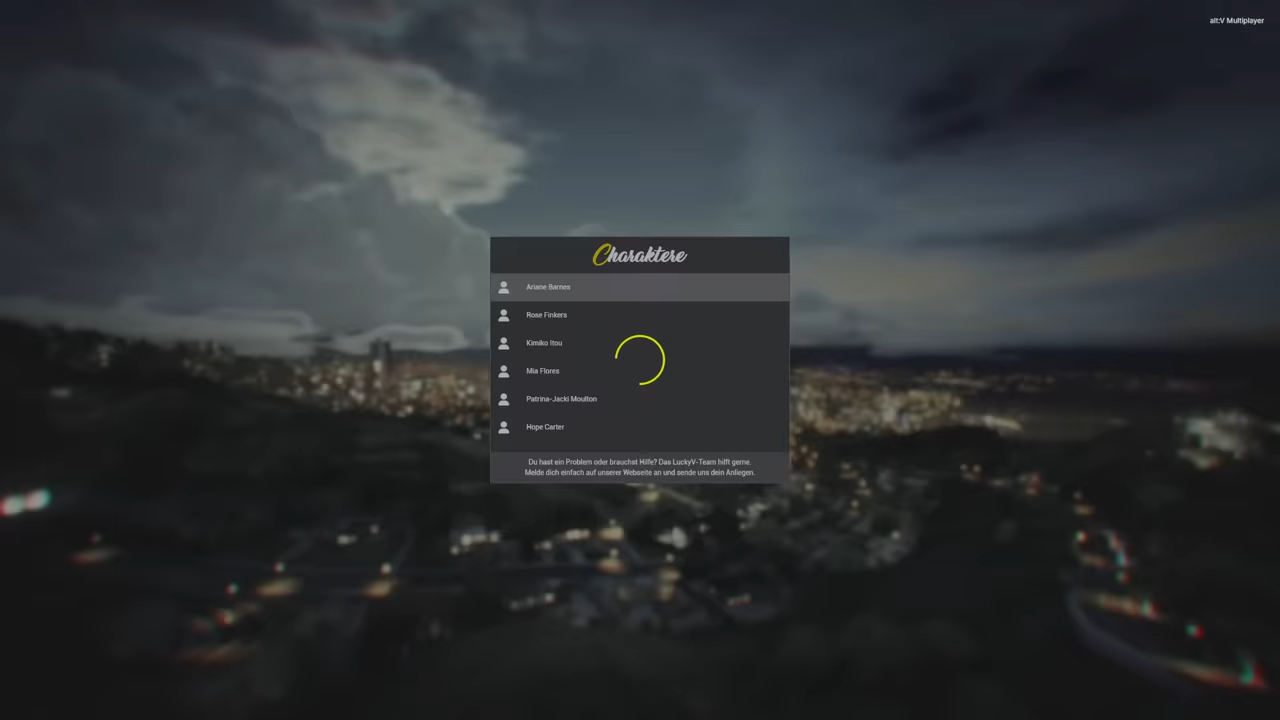 alt:V Multiplayer
Charaktere
Ariane Barnes
Rose Finkers
Kimiko Itou
Mia Flores
Patrina-Jacki Moulton
Hope Carter
Du hast ein Problem oder brauchst Hilfe? Das LuckyV-Team hilft gerne.
Melde dich einfach auf unserer Webseite an und sende uns dein Anliegen.